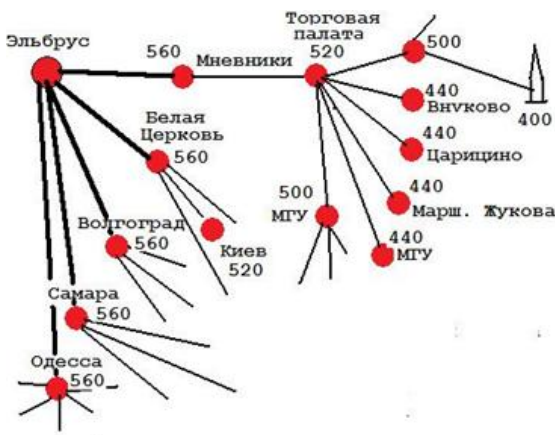 Эльбрус
560
Мневники
Торговая
палата
520
500
400
440
Внуково
440
Царицино
440
Марш. Жукова
440
МГУ
500
МГУ
Белая
Церковь
560
Киев
520
Волгоград
560
Самара
560
Одесса
560